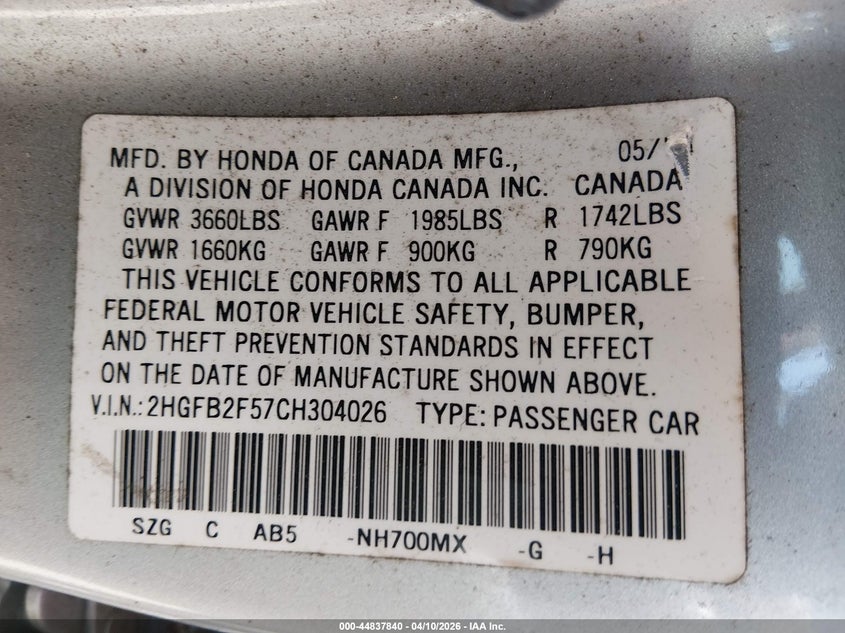 MFD. BY HONDA OF CANADA MFG., 05/
A DIVISION OF HONDA CANADA INC. CANADA
GVWR 3660LBS GAWR F 1985LBS R 1742LBS
GVWR 1660KG GAWR F 900KG R 790KG
THIS VEHICLE CONFORMS TO ALL APPLICABLE
FEDERAL MOTOR VEHICLE SAFETY, BUMPER,
AND THEFT PREVENTION STANDARDS IN EFFECT
ON THE DATE OF MANUFACTURE SHOWN ABOVE.
V.I.N.: 2HGFB2F57CH304026 TYPE: PASSENGER CAR
SZG C AB5 -NH700MX -G -H
000-44837840 - 04/10/2026 - IAA Inc.